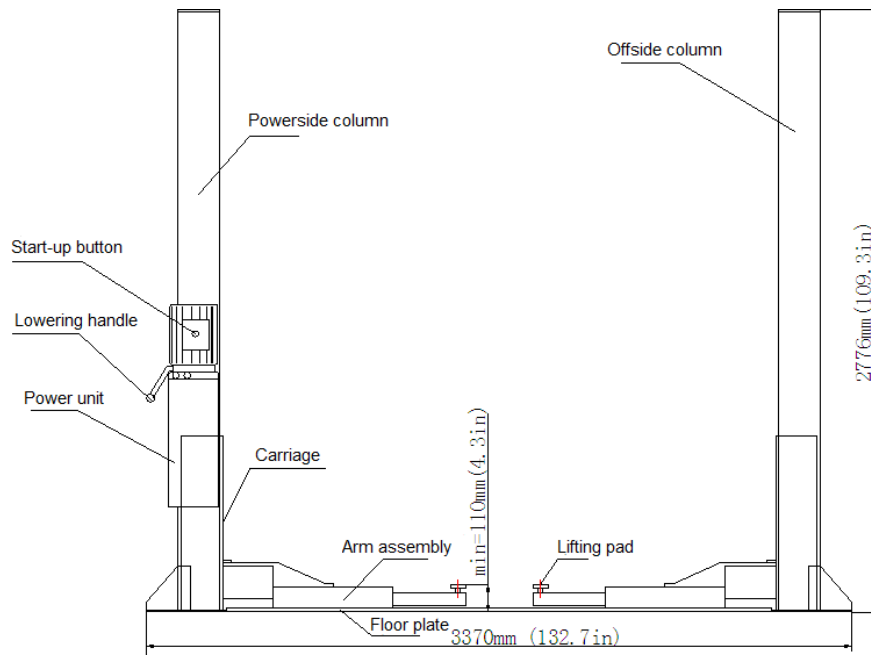 Offside column
Powerside column
Start-up button
Lowering handle
Power unit
Carriage
Arm assembly
Lifting pad
Floor plate
min=110mm(4.3in)
2776mm(109.3in)
3370mm (132.7in)